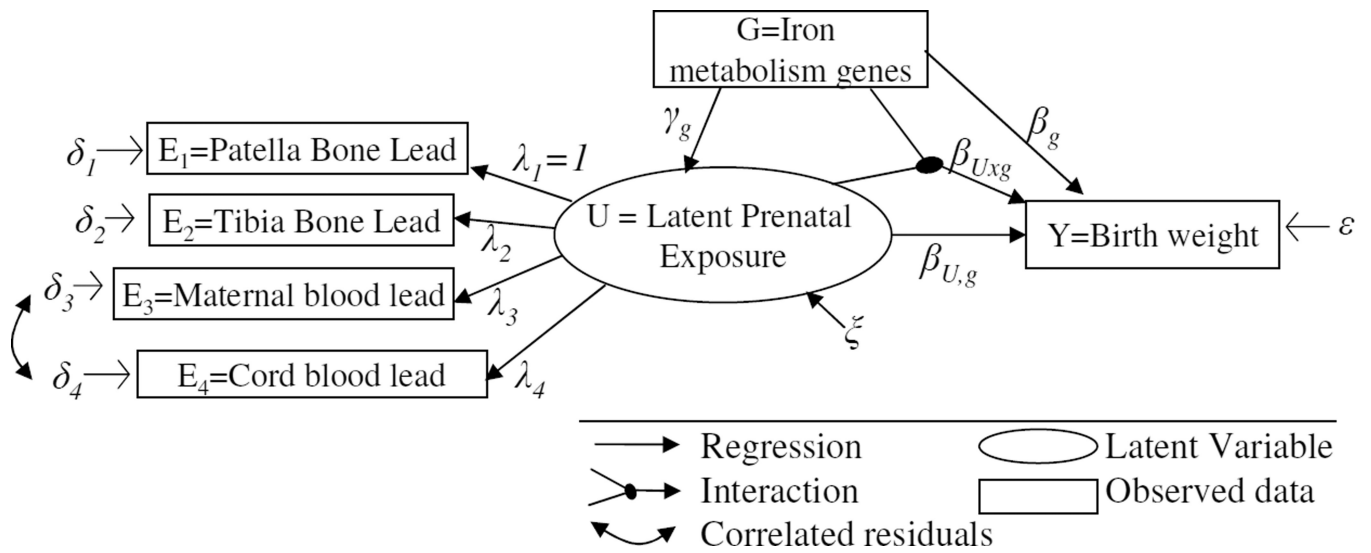 G=Iron
metabolism genes
γg
βg
δ1
E1=Patella Bone Lead
λ1=1
βUxg
δ2
E2=Tibia Bone Lead
λ2
U = Latent Prenatal
Exposure
βU,g
Y=Birth weight
ε
δ3
E3=Maternal blood lead
λ3
ξ
δ4
E4=Cord blood lead
λ4
Regression
Latent Variable
Interaction
Observed data
Correlated residuals